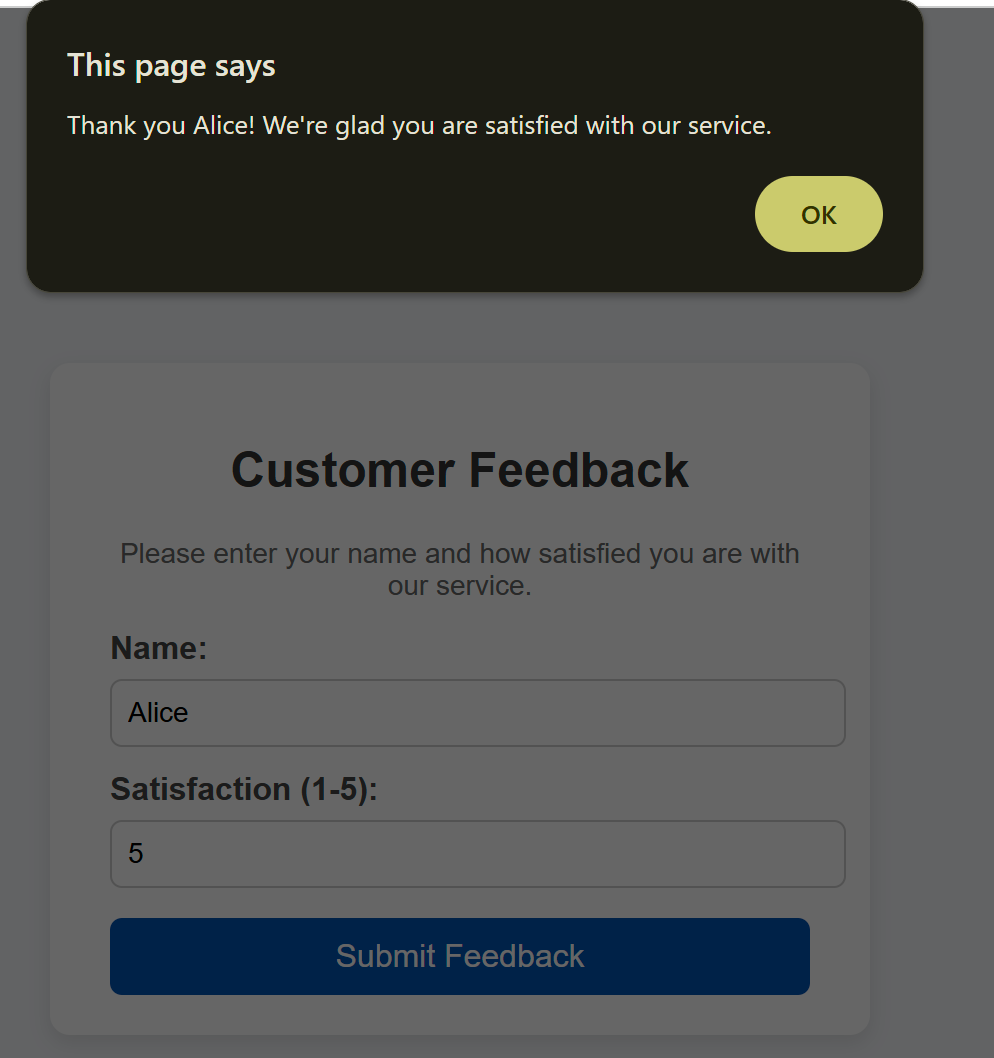 This page says
Thank you Alice! We're glad you are satisfied with our service.
OK
Customer Feedback
Please enter your name and how satisfied you are with
our service.
Name:
Alice
Satisfaction (1-5):
5
Submit Feedback